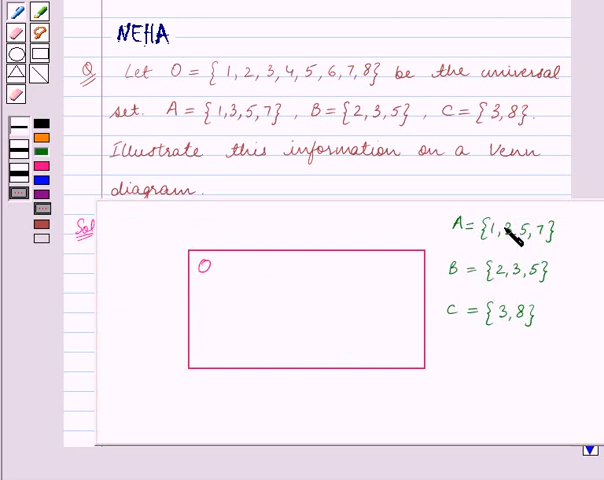 NEHA
Q Let O = { 1, 2, 3, 4, 5, 6, 7, 8} be the universal
set. A = {1,3,5,7} , B = {2,3,5} , C = {3,8}.
Illustrate this information on a Venn
diagram.
Sol
A = {1,3,5,7}
O
B = {2,3,5}
C = {3,8}